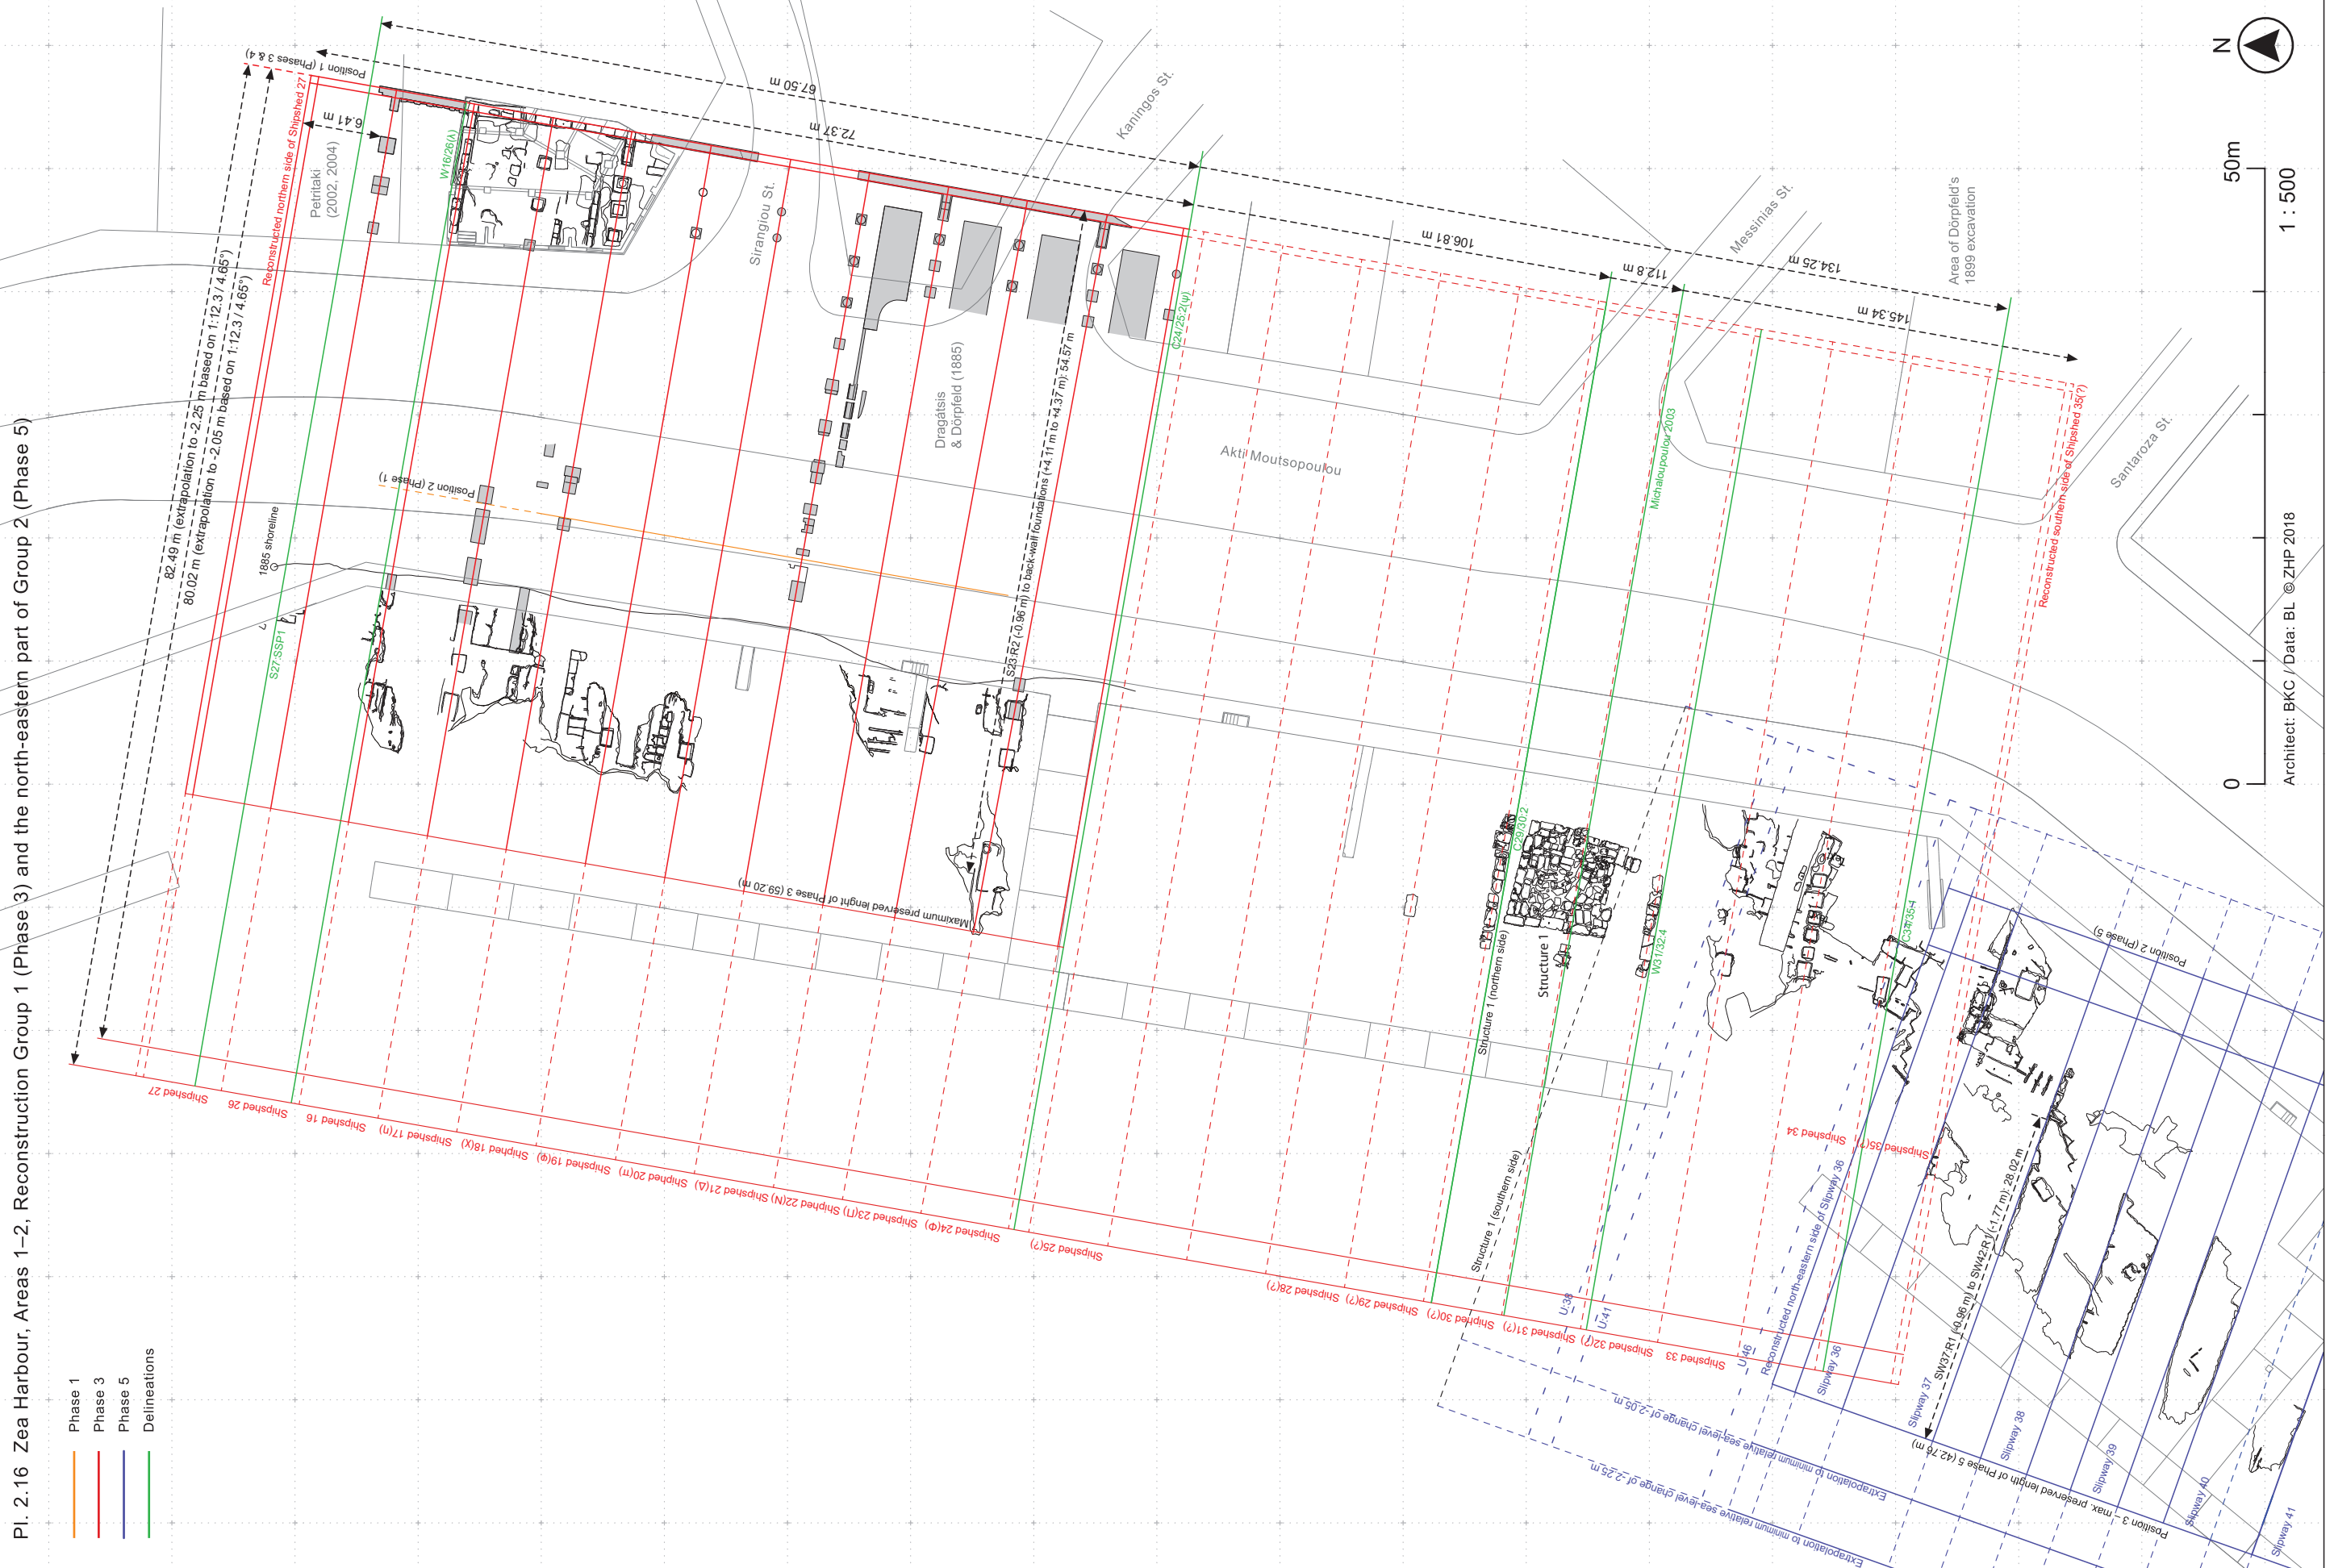 Pl. 2.16 Zea Harbour, Areas 1–2, Reconstruction Group 1 (Phase 3) and the north-eastern part of Group 2 (Phase 5)
Phase 1
Phase 3
Phase 5
Delineations
82.49 m (extrapolation to -2.25 m based on 1:12.3 / 4.65°)
80.02 m (extrapolation to -2.05 m based on 1:12.3 / 4.65°)
Reconstructed northern side of Shipshed 27
Position 1 (Phases 3 & 4)
6.41 m
Petritaki
(2002, 2004)
W16/26(λ)
67.50 m
72.37 m
Sirangiou St.
Kaningos St.
1885 shoreline
S27:SSP1
Position 2 (Phase 1)
Dragátsis
& Dörpfeld (1885)
S23:R2 (-0.96 m) to back-wall foundations (+4.11 m to +4.37 m): 54.57 m
C24/25:2(ψ)
Akti Moutsopoulou
106.81 m
112.8 m
134.25 m
145.34 m
Messinias St.
Area of Dörpfeld's
1899 excavation
Michaloupoulou 2003
Santaroza St.
Reconstructed southern side of Shipshed 35(?)
Maximum preserved lenght of Phase 3 (59.20 m)
Shipshed 27
Shipshed 26
Shipshed 16
Shipshed 17(η)
Shipshed 18(χ)
Shipshed 19(φ)
Shipshed 20(π)
Shipshed 21(Δ)
Shipshed 22(Ν)
Shipshed 23(Π)
Shipshed 24(Φ)
Shipshed 25(?)
Shipshed 28(?)
Shipshed 29(?)
Shipshed 30(?)
Shipshed 31(?)
Shipshed 32(?)
Shipshed 33
Shipshed 34
Shipshed 35(?)
C29/30:2
Structure 1 (northern side)
Structure 1
W31/32:4
Structure 1 (southern side)
C34/35:1
U:38
U:41
U:46
Reconstructed north-eastern side of Slipway 36
Slipway 36
Slipway 37
Slipway 38
Slipway 39
Slipway 40
Slipway 41
SW37:R1 (-0.96 m) to SW42:R1 (-1.77 m): 28.02 m
Position 2 (Phase 5)
Position 3 – max. preserved length of Phase 5 (42.76 m)
Extrapolation to minimum relative sea-level change of -2.05 m
Extrapolation to minimum relative sea-level change of -2.25 m
N
0
50m
1 : 500
Architect: BKC / Data: BL ©ZHP 2018